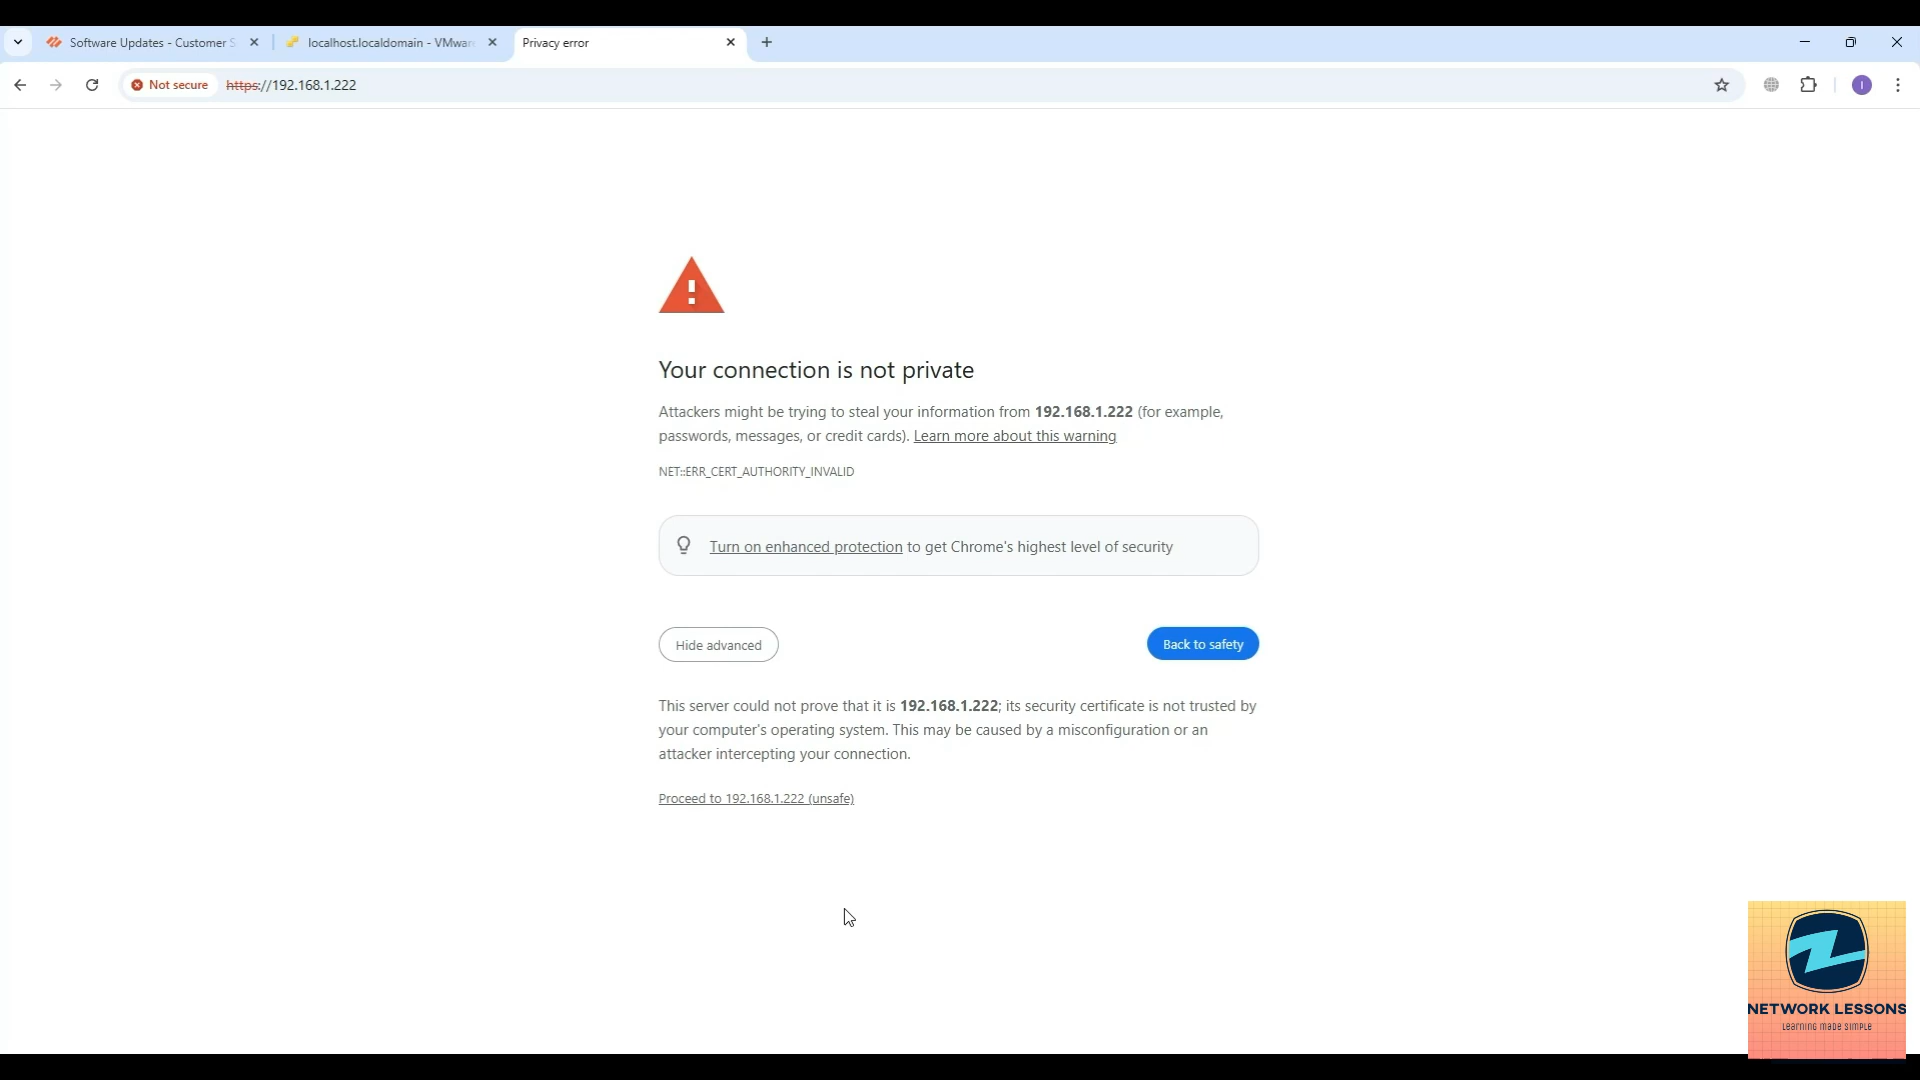 Software Updates - Customer S
localhost.localdomain - VMwar
Privacy error
Not secure
https://192.168.1.222
I
Your connection is not private
Attackers might be trying to steal your information from 192.168.1.222 (for example,
passwords, messages, or credit cards). Learn more about this warning
NET::ERR_CERT_AUTHORITY_INVALID
Turn on enhanced protection to get Chrome's highest level of security
Hide advanced
Back to safety
This server could not prove that it is 192.168.1.222; its security certificate is not trusted by
your computer's operating system. This may be caused by a misconfiguration or an
attacker intercepting your connection.
Proceed to 192.168.1.222 (unsafe)
NETWORK LESSONS
Learning made simple